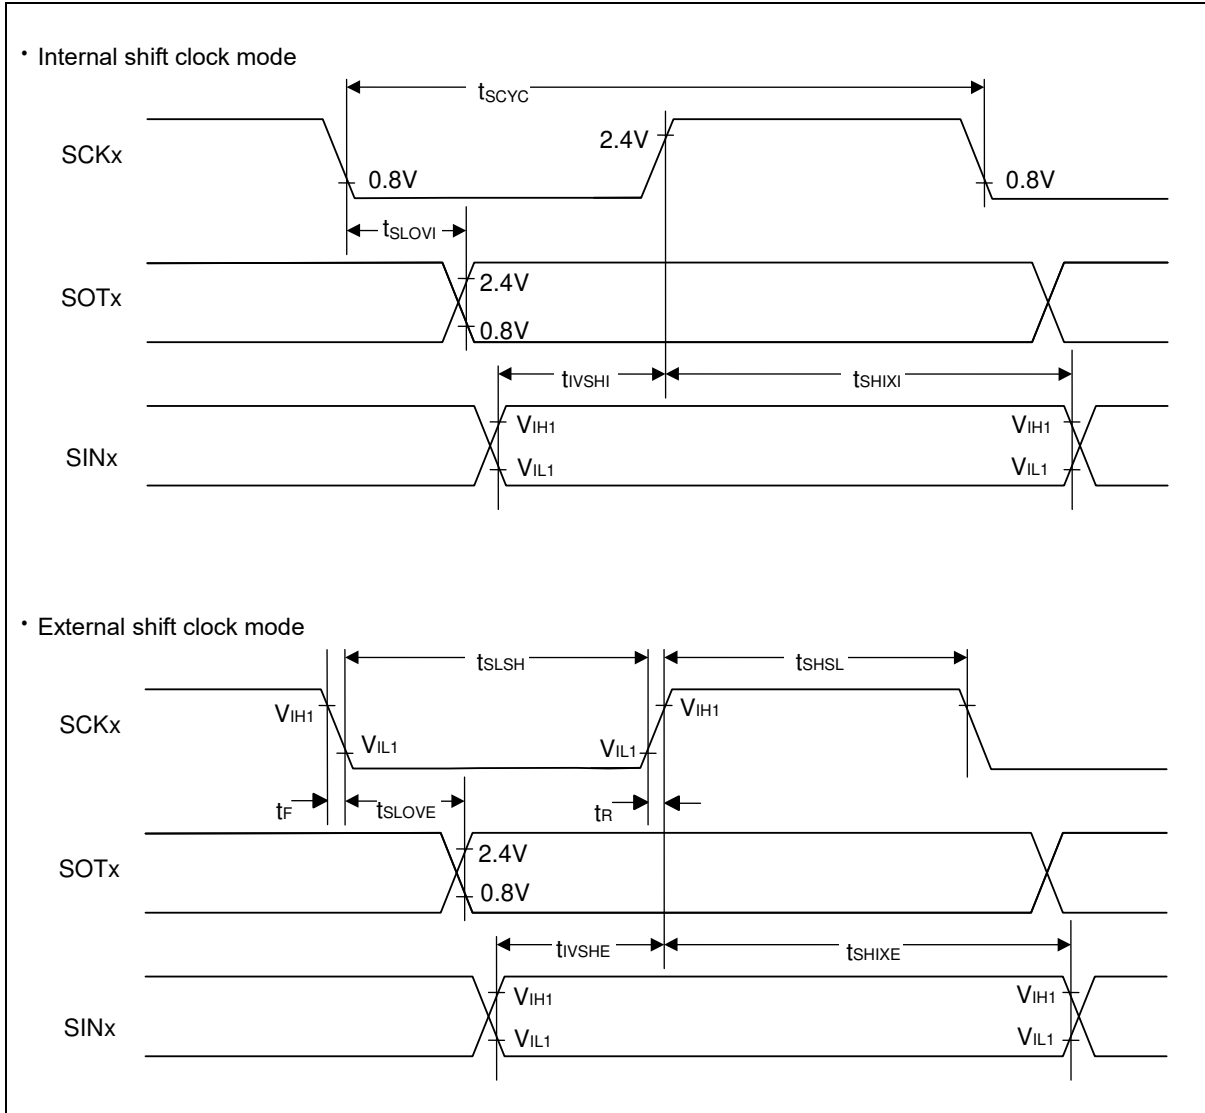 ・Internal shift clock mode
tSCYC
SCKx
2.4V
0.8V
0.8V
tSLOVI
SOTx
2.4V
0.8V
tIVSHI
tSHIXI
SINx
VIH1
VIH1
VIL1
VIL1
・External shift clock mode
tSLSH
tSHSL
SCKx
VIH1
VIH1
VIL1
VIL1
tF
tSLOVE
tR
SOTx
2.4V
0.8V
tIVSHE
tSHIXE
SINx
VIH1
VIH1
VIL1
VIL1